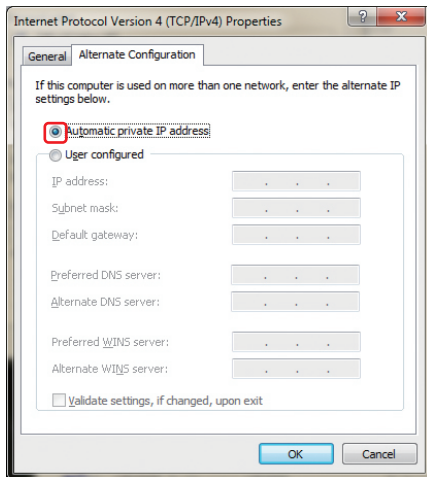 Internet Protocol Version 4 (TCP/IPv4) Properties
General
Alternate Configuration
If this computer is used on more than one network, enter the alternate IP
settings below.
Automatic private IP address
User configured
IP address:
Subnet mask:
Default gateway:
Preferred DNS server:
Alternate DNS server:
Preferred WINS server:
Alternate WINS server:
Validate settings, if changed, upon exit
OK
Cancel